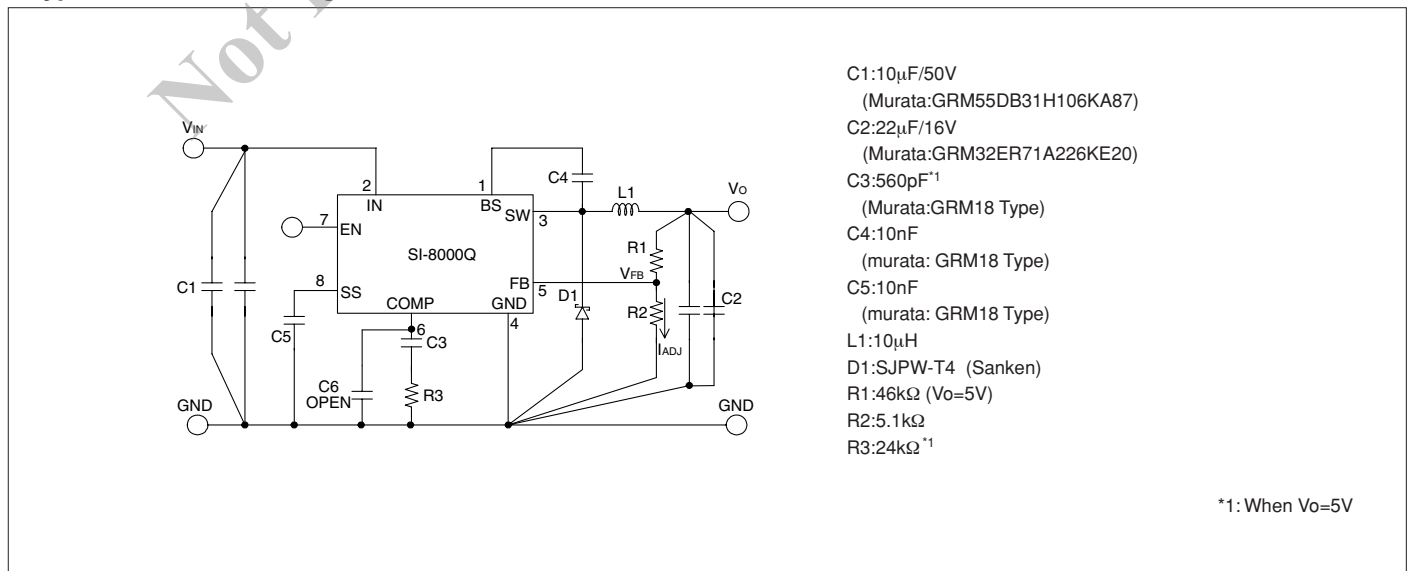 Not
C1:10μF/50V
(Murata:GRM55DB31H106KA87)
C2:22μF/16V
(Murata:GRM32ER71A226KE20)
C3:560pF*1
(Murata:GRM18 Type)
C4:10nF
(murata: GRM18 Type)
C5:10nF
(murata: GRM18 Type)
L1:10μH
D1:SJPW-T4 (Sanken)
R1:46kΩ (Vo=5V)
R2:5.1kΩ
R3:24kΩ *1
*1: When Vo=5V
VIN
2
IN
1
BS
C4
L1
VO
SW
3
7
EN
SI-8000Q
R1
C1
8
SS
FB
5
VFB
D1
COMP
GND
R2
C2
C5
6
4
C3
IADJ
C6
OPEN
R3
GND
GND